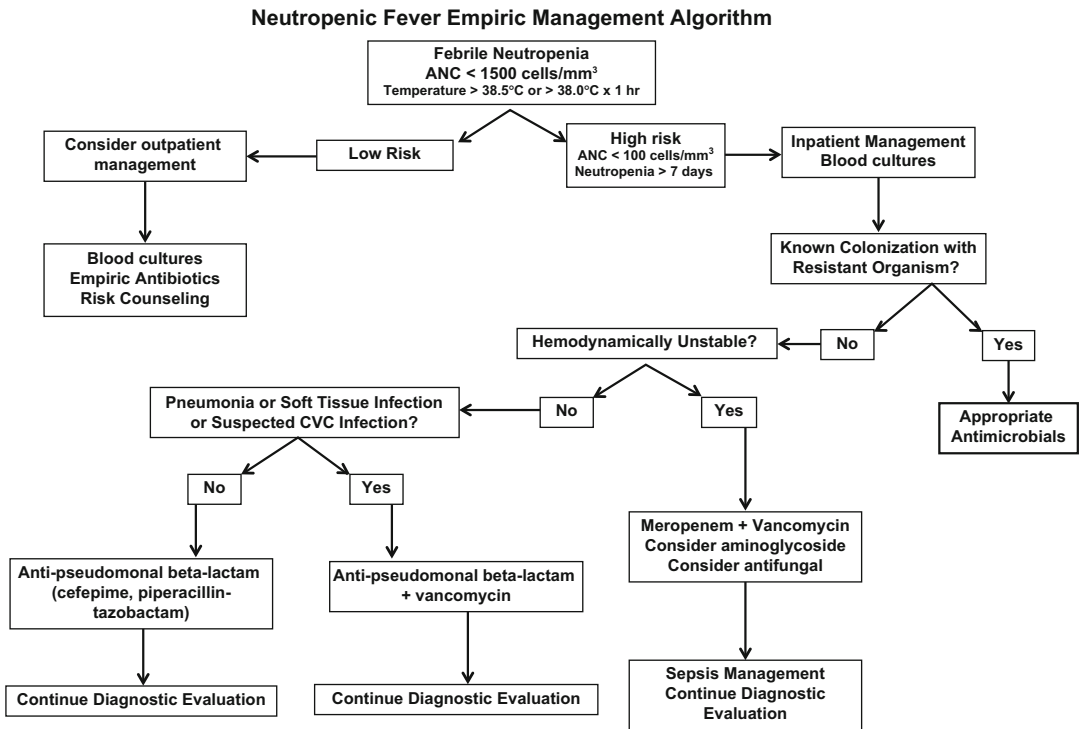 Neutropenic Fever Empiric Management Algorithm
Febrile Neutropenia
ANC < 1500 cells/mm³
Temperature > 38.5°C or > 38.0°C x 1 hr
Consider outpatient
management
Low Risk
High risk
ANC < 100 cells/mm³
Neutropenia > 7 days
Inpatient Management
Blood cultures
Blood cultures
Empiric Antibiotics
Risk Counseling
Known Colonization with
Resistant Organism?
Hemodynamically Unstable?
No
Yes
Pneumonia or Soft Tissue Infection
or Suspected CVC Infection?
No
Yes
Appropriate
Antimicrobials
No
Yes
Meropenem + Vancomycin
Consider aminoglycoside
Consider antifungal
Anti-pseudomonal beta-lactam
(cefepime, piperacillin-
tazobactam)
Anti-pseudomonal beta-lactam
+ vancomycin
Continue Diagnostic Evaluation
Continue Diagnostic Evaluation
Sepsis Management
Continue Diagnostic
Evaluation